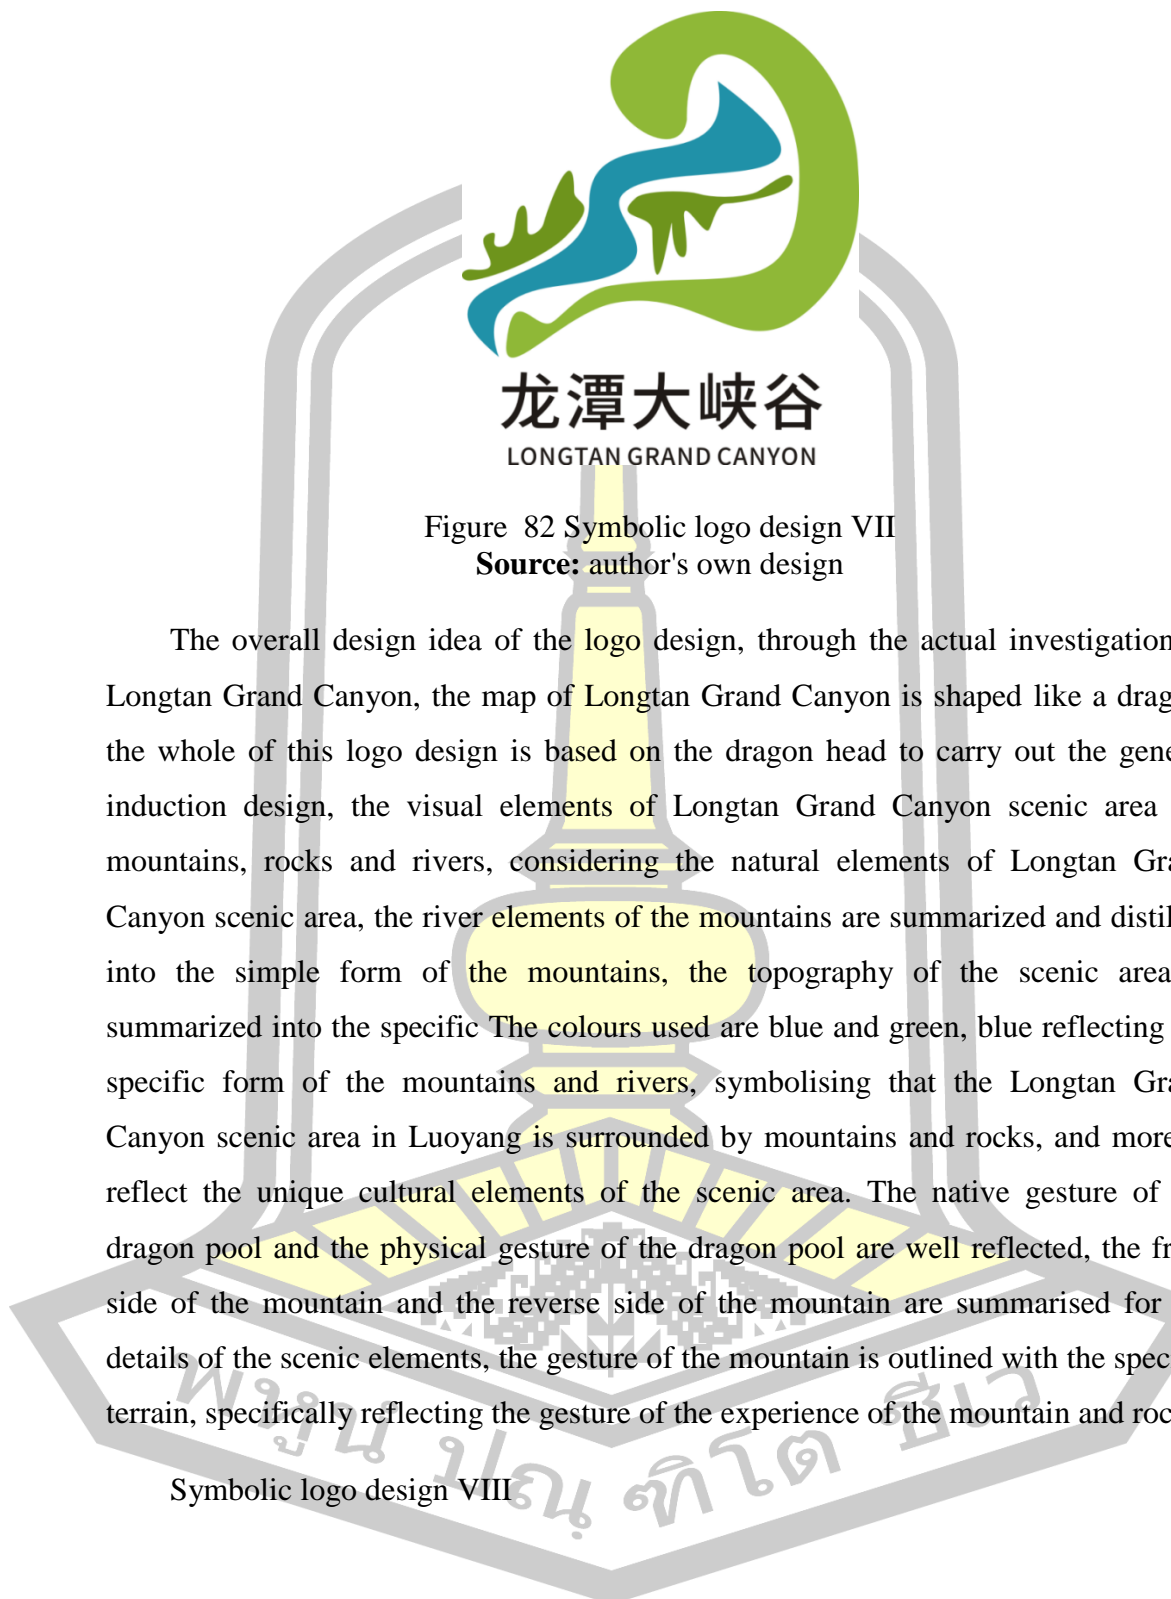 龙潭大峡谷
LONGTAN GRAND CANYON
Figure 82 Symbolic logo design VII
Source: author's own design
The overall design idea of the logo design, through the actual investigation
Longtan Grand Canyon, the map of Longtan Grand Canyon is shaped like a drag
the whole of this logo design is based on the dragon head to carry out the gene
induction design, the visual elements of Longtan Grand Canyon scenic area
mountains, rocks and rivers, considering the natural elements of Longtan Gra
Canyon scenic area, the river elements of the mountains are summarized and distil
into the simple form of the mountains, the topography of the scenic area
summarized into the specific The colours used are blue and green, blue reflecting
specific form of the mountains and rivers, symbolising that the Longtan Gra
Canyon scenic area in Luoyang is surrounded by mountains and rocks, and more
reflect the unique cultural elements of the scenic area. The native gesture of
dragon pool and the physical gesture of the dragon pool are well reflected, the fr
side of the mountain and the reverse side of the mountain are summarised for
details of the scenic elements, the gesture of the mountain is outlined with the spec
terrain, specifically reflecting the gesture of the experience of the mountain and roc
พหูนํ ปณฺฑิโต ชีเว
Symbolic logo design VIII